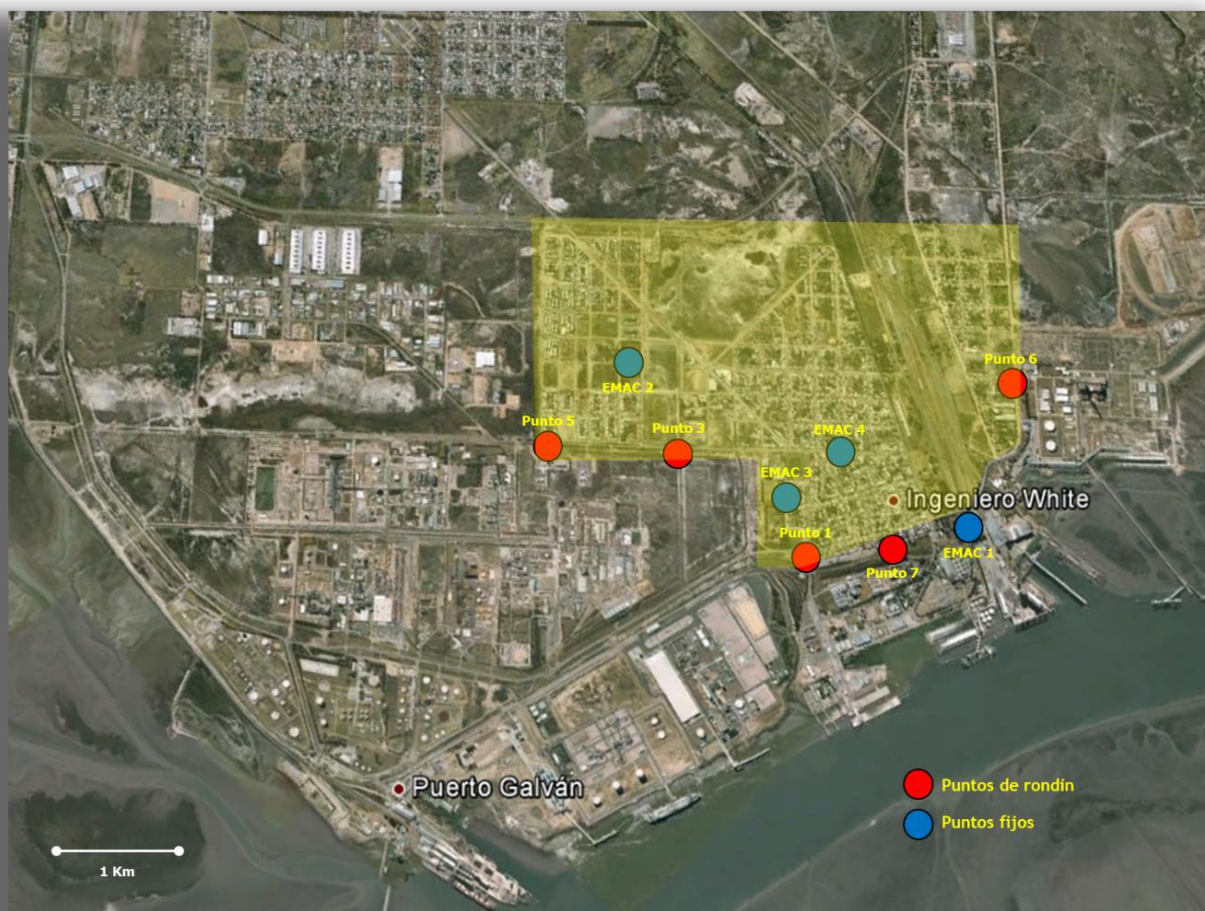 Punto 6
EMAC 2
Punto 5
Punto 3
EMAC 4
EMAC 3
Ingeniero White
Punto 1
EMAC 1
Punto 7
Puerto Galván
Puntos de rondín
Puntos fijos
1 Km